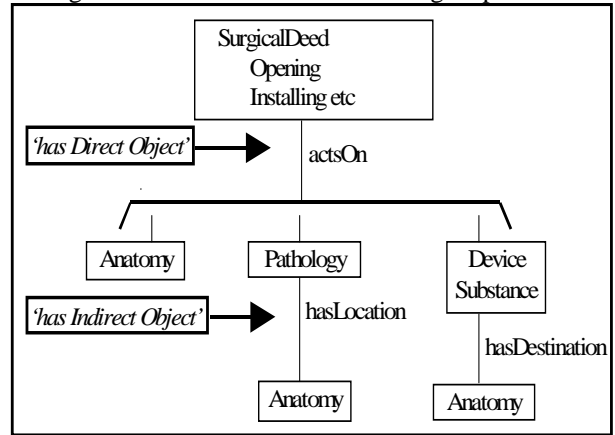 SurgicalDeed
Opening
Installing etc
'has Direct Object'
actsOn
Anatomy
Pathology
Device
Substance
'has Indirect Object'
hasLocation
hasDestination
Anatomy
Anatomy